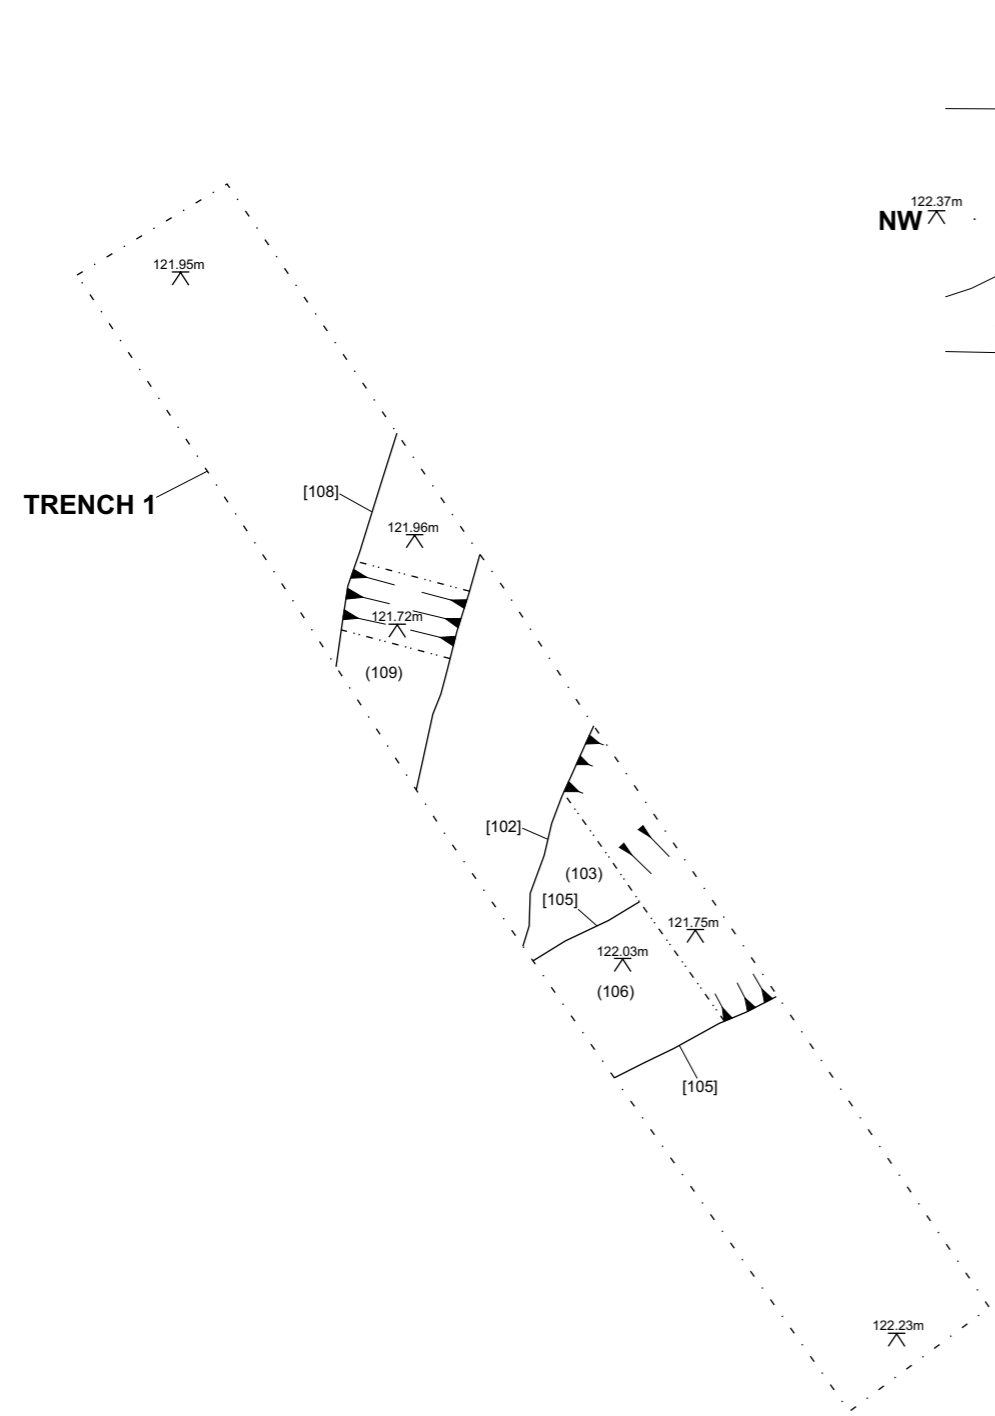 122.37m
NW
121.95m
TRENCH 1
[108]
121.96m
121.72m
(109)
[102]
(103)
[105]
121.75m
122.03m
(106)
[105]
122.23m